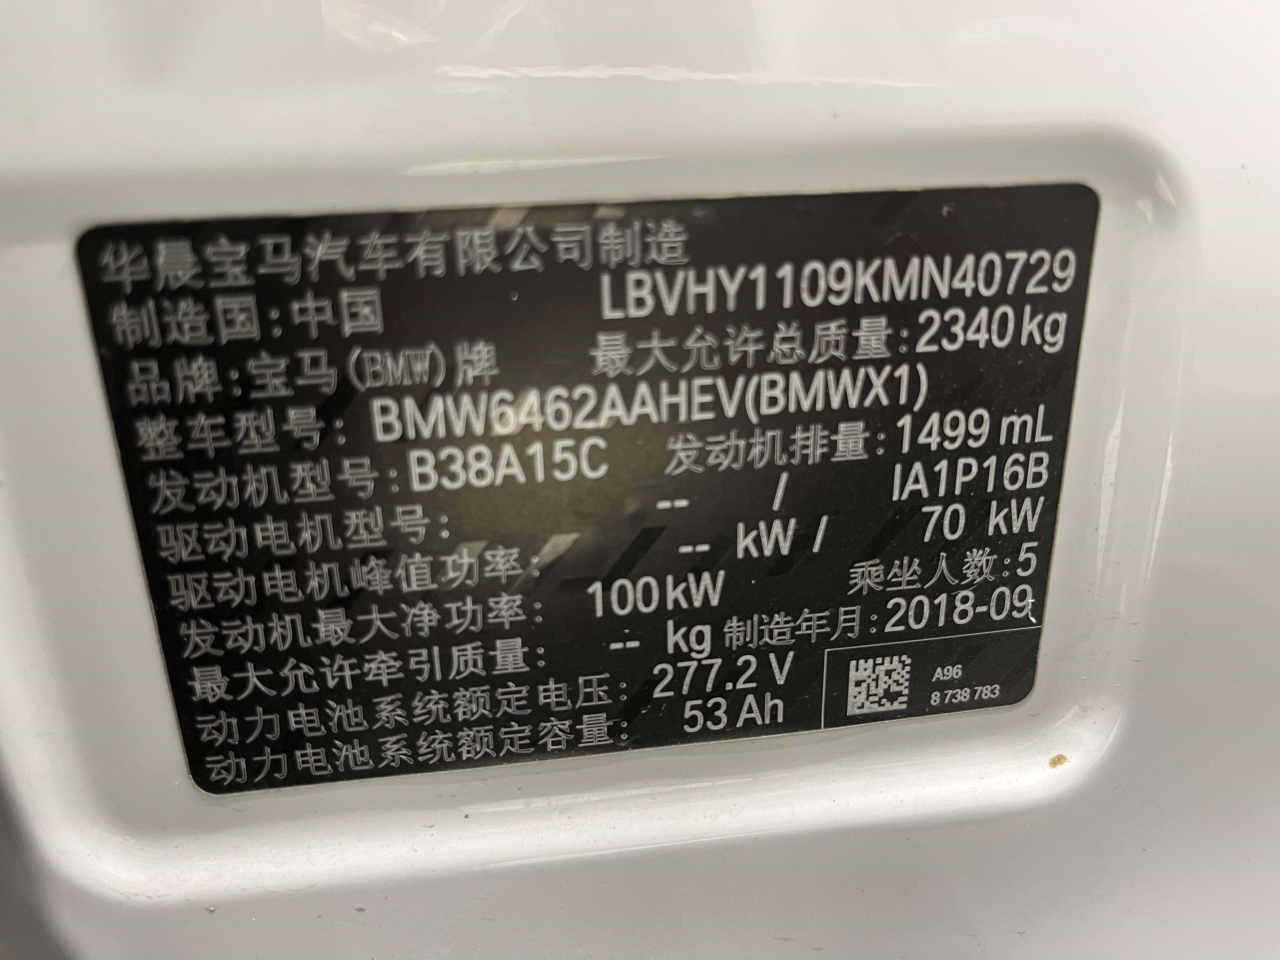 华晨宝马汽车有限公司制造
制造国:中国 LBVHY1109KMN40729
品牌:宝马(BMW)牌 最大允许总质量:2340kg
整车型号: BMW6462AAHEV(BMWX1)
发动机型号:B38A15C 发动机排量:1499 mL
驱动电机型号: -- / IA1P16B
驱动电机峰值功率: -- kW / 70 kW
发动机最大净功率: 100kW 乘坐人数:5
最大允许牵引质量: -- kg 制造年月:2018-09
动力电池系统额定电压: 277.2 V
动力电池系统额定容量: 53 Ah
A96
8 738 783